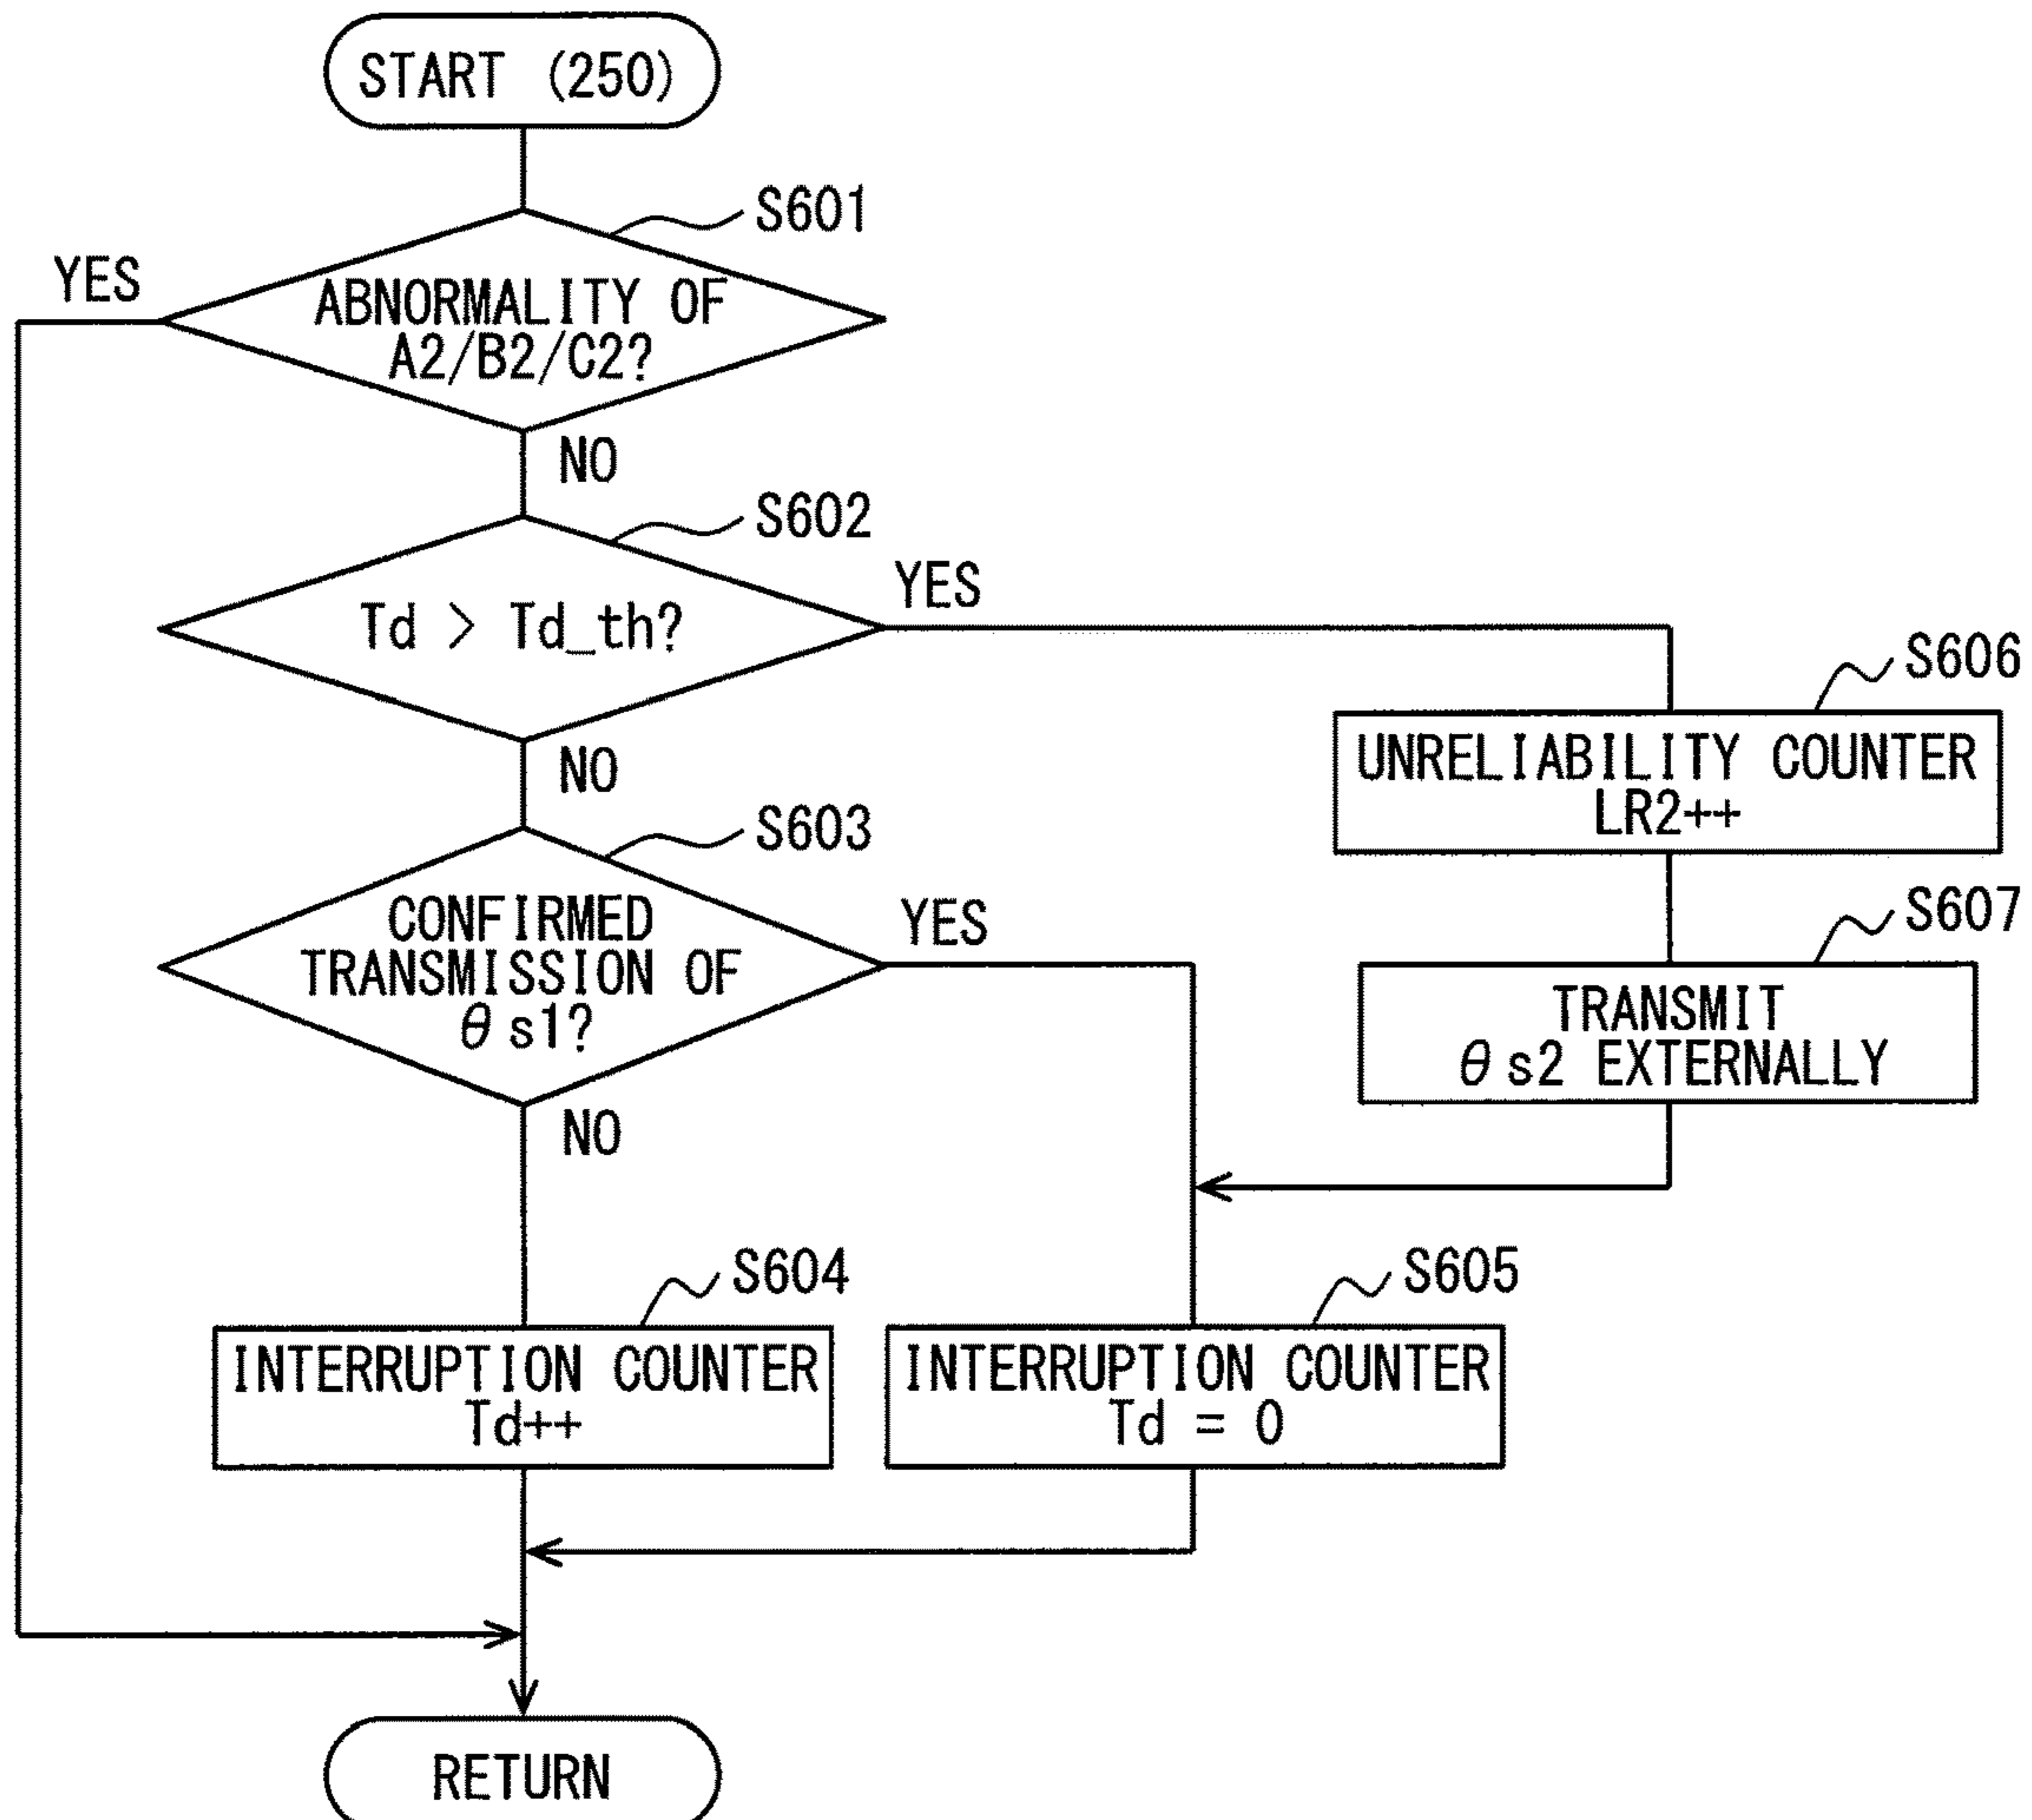 START (250)
S601
YES
ABNORMALITY OF
A2/B2/C2?
NO
S602
YES
Td > Td_th?
NO
S606
UNRELIABILITY COUNTER
LR2++
S603
CONFIRMED
TRANSMISSION OF
θs1?
YES
NO
S607
TRANSMIT
θs2 EXTERNALLY
S604
INTERRUPTION COUNTER
Td++
S605
INTERRUPTION COUNTER
Td = 0
RETURN